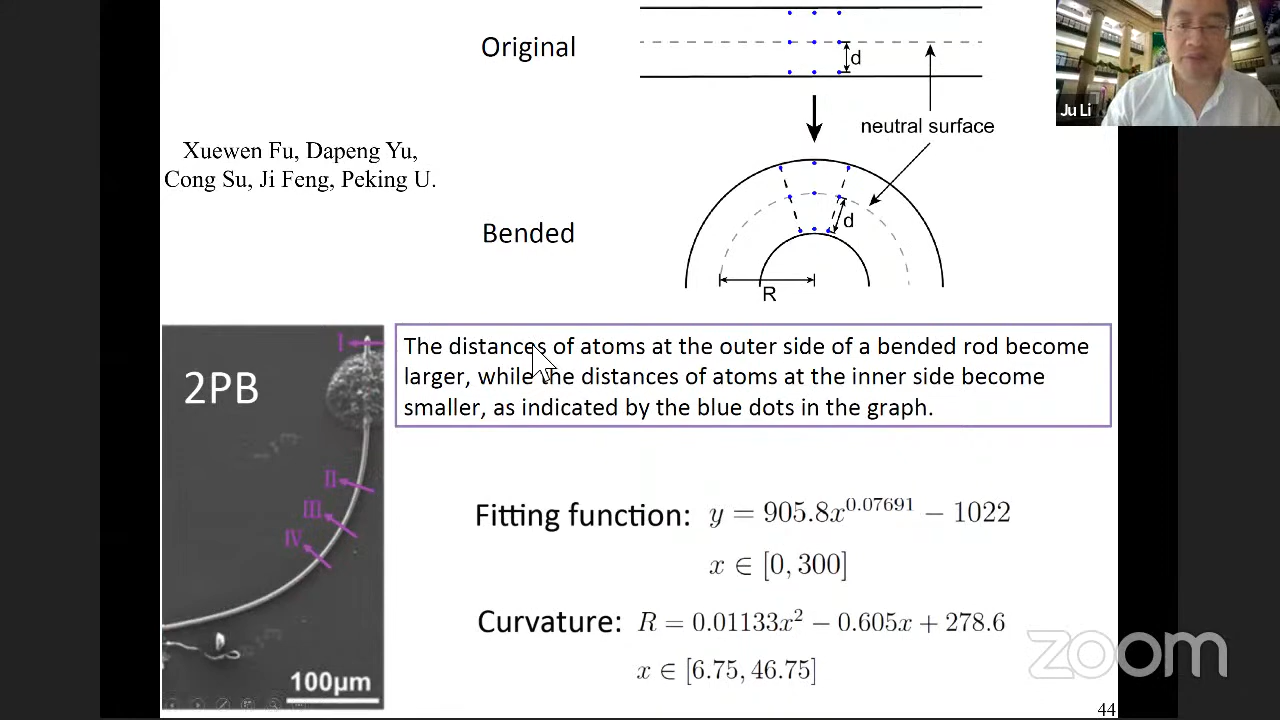 Original
d
Ju Li
neutral surface
Xuewen Fu, Dapeng Yu,
Cong Su, Ji Feng, Peking U.
Bended
d
R
I
2PB
II
III
IV
100μm
The distances of atoms at the outer side of a bended rod become
larger, while the distances of atoms at the inner side become
smaller, as indicated by the blue dots in the graph.
Fitting function: y = 905.8x^0.07691 − 1022
x ∈ [0, 300]
Curvature: R = 0.01133x² − 0.605x + 278.6
x ∈ [6.75, 46.75]
zoom
44